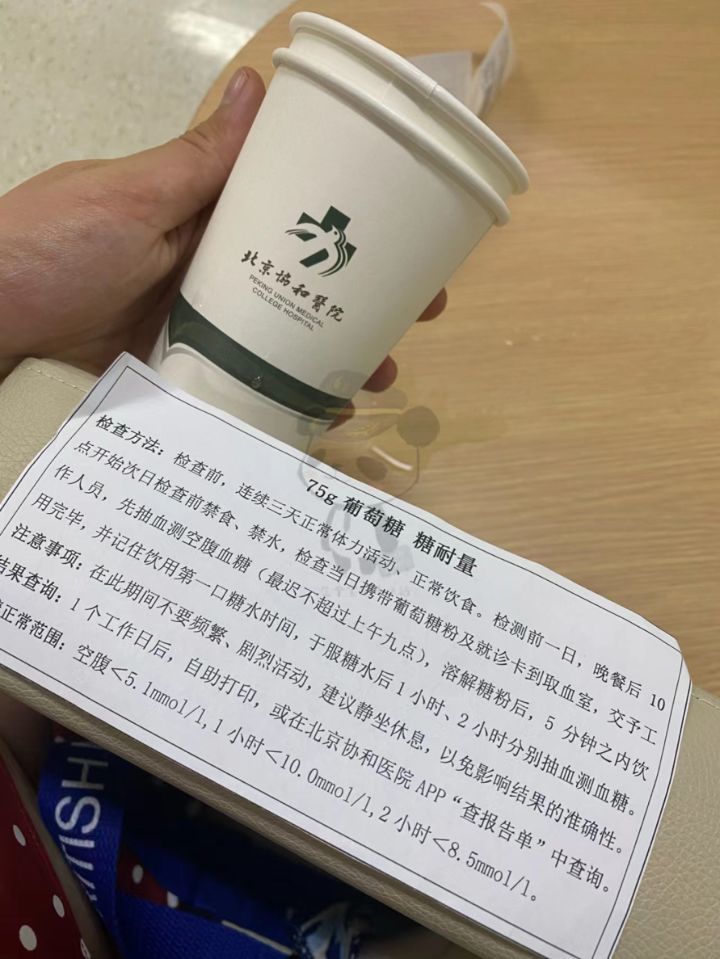 北京协和醫院
PEKING UNION MEDICAL
COLLEGE HOSPITAL
75g 葡萄糖 糖耐量
检查方法：检查前，连续三天正常体力活动、正常饮食。检测前一日，晚餐后 10
点开始次日检查前禁食、禁水，检查当日携带葡萄糖粉及就诊卡到取血室，交予工
作人员，先抽血测空腹血糖（最迟不超过上午九点），溶解糖粉后，5 分钟之内饮
用完毕，并记住饮用第一口糖水时间，于服糖水后 1 小时、2 小时分别抽血测血糖。
注意事项：在此期间不要频繁、剧烈活动，建议静坐休息，以免影响结果的准确性。
结果查询：1 个工作日后，自助打印，或在北京协和医院 APP“查报告单”中查询。
正常范围：空腹＜5.1mmol/l,1 小时＜10.0mmol/l,2 小时＜8.5mmol/l。